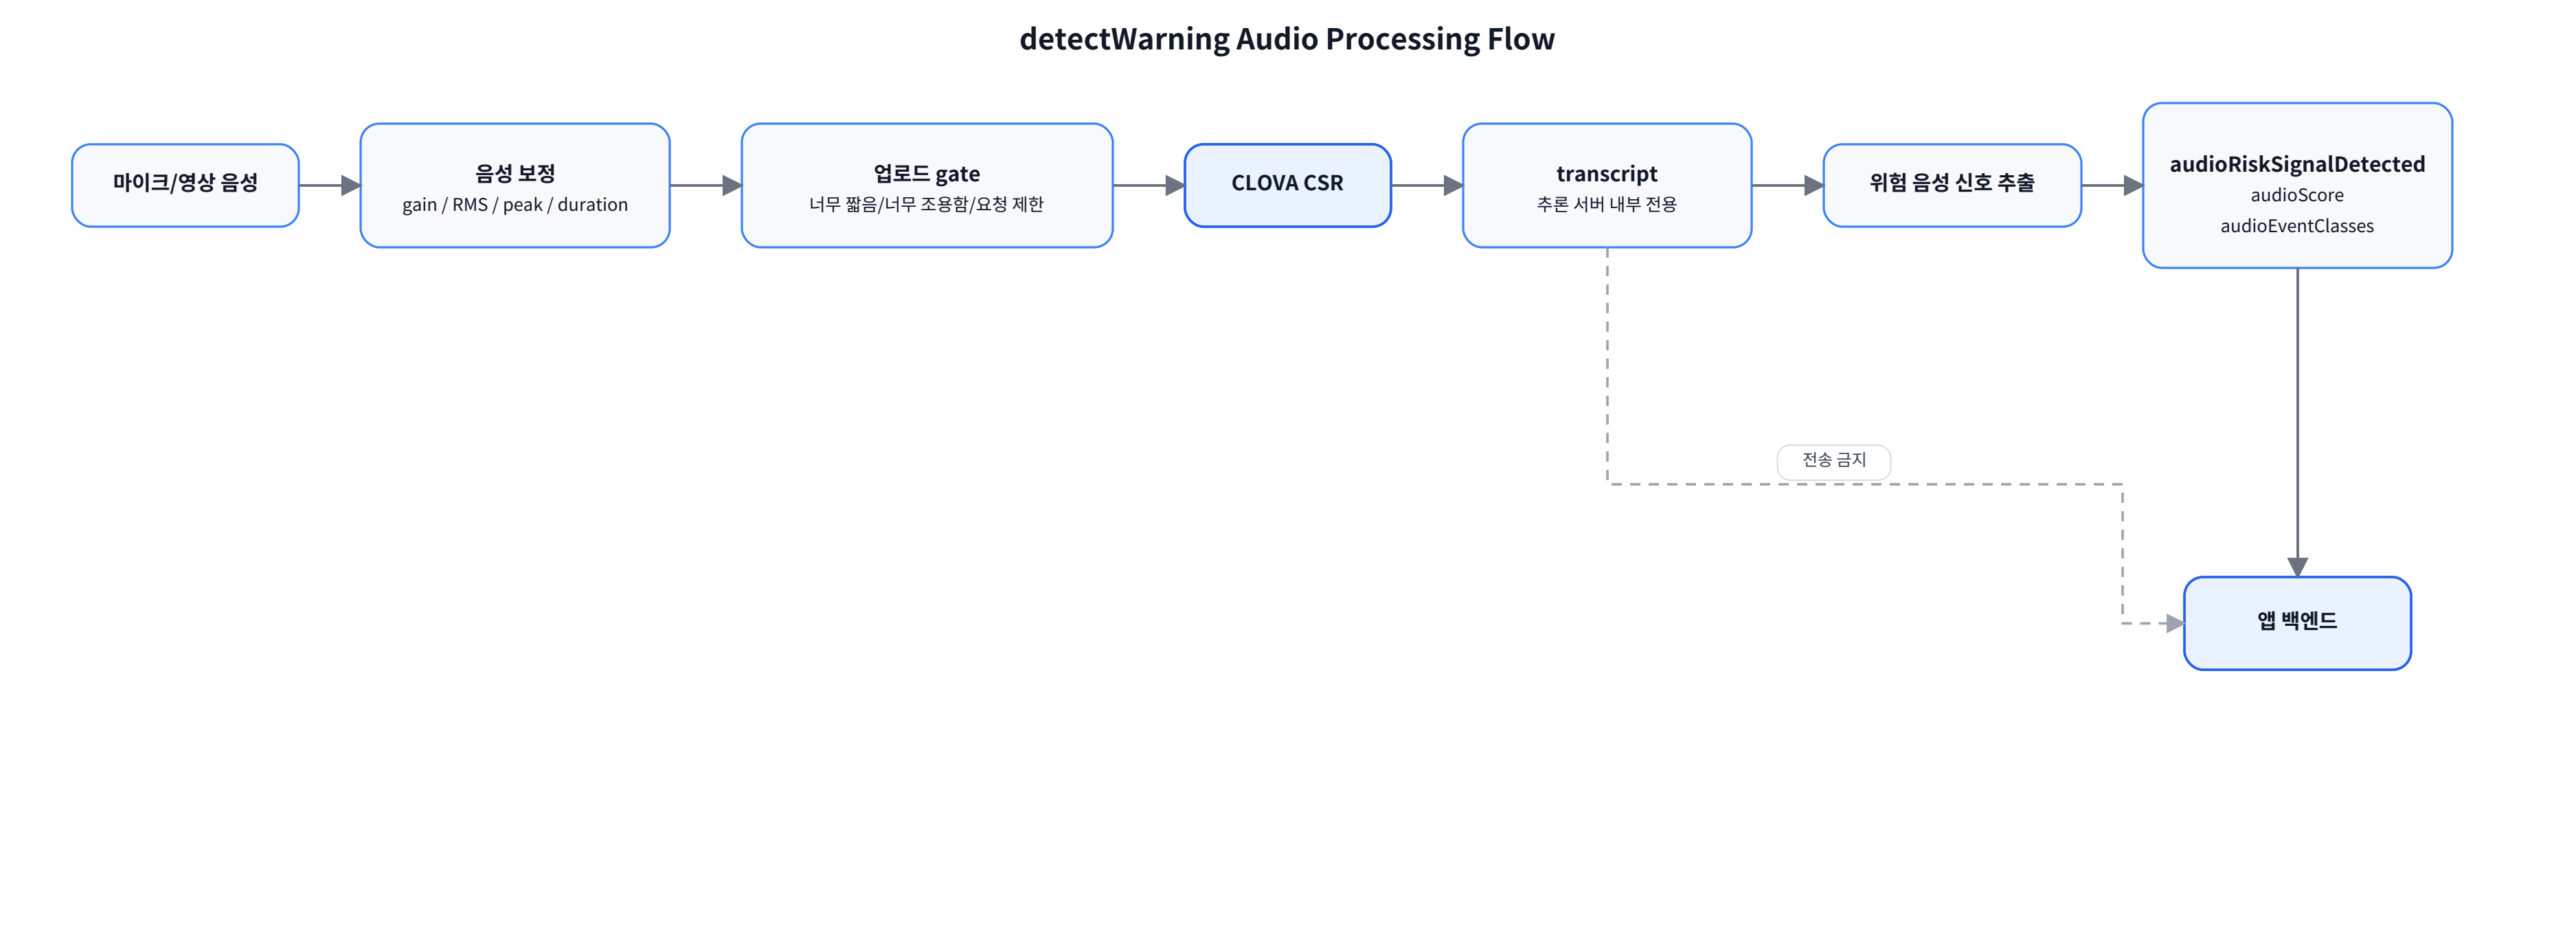 detectWarning Audio Processing Flow
마이크/영상 음성
음성 보정
gain / RMS / peak / duration
업로드 gate
너무 짧음/너무 조용함/요청 제한
CLOVA CSR
transcript
추론 서버 내부 전용
위험 음성 신호 추출
audioRiskSignalDetected
audioScore
audioEventClasses
전송 금지
앱 백엔드